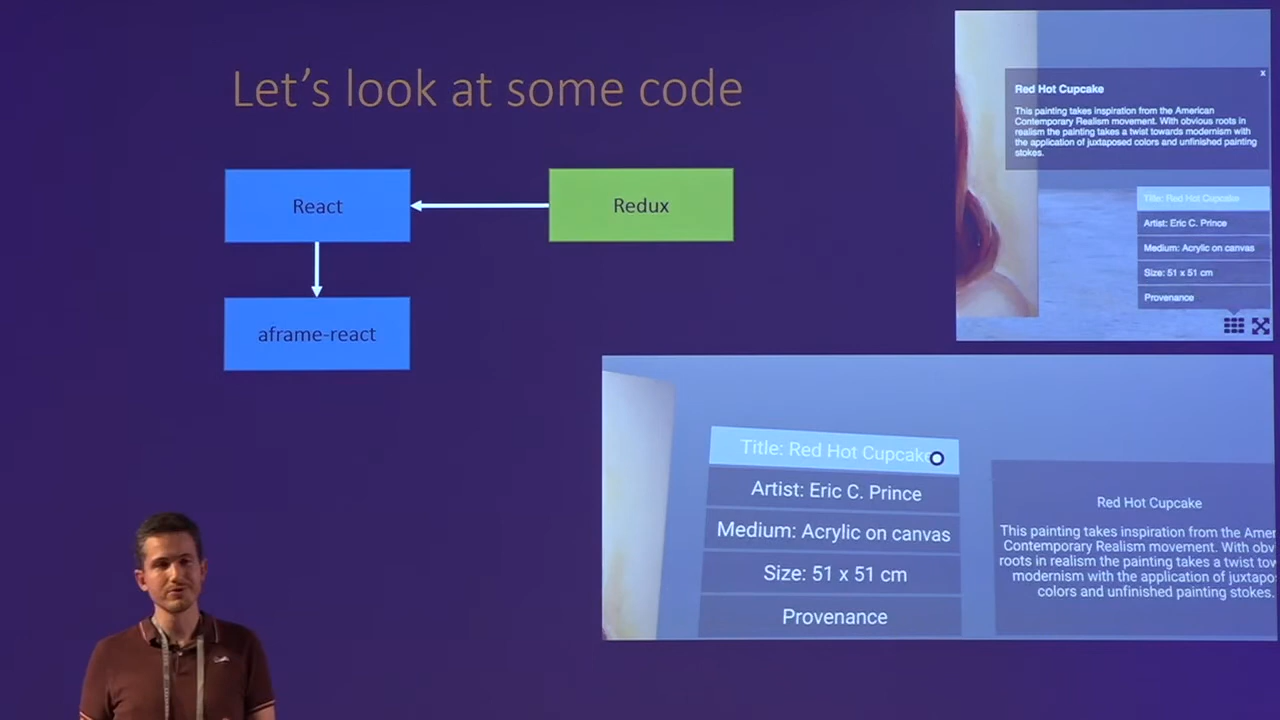 Let's look at some code
React
Redux
aframe-react
x
Red Hot Cupcake
This painting takes inspiration from the American
Contemporary Realism movement. With obvious roots in
realism the painting takes a twist towards modernism with
the application of juxtaposed colors and unfinished painting
stokes.
Title: Red Hot Cupcake
Artist: Eric C. Prince
Medium: Acrylic on canvas
Size: 51 x 51 cm
Provenance
Title: Red Hot Cupcake
Artist: Eric C. Prince
Medium: Acrylic on canvas
Size: 51 x 51 cm
Provenance
Red Hot Cupcake
This painting takes inspiration from the Amer
Contemporary Realism movement. With obv
roots in realism the painting takes a twist tow
modernism with the application of juxtapo
colors and unfinished painting stokes.